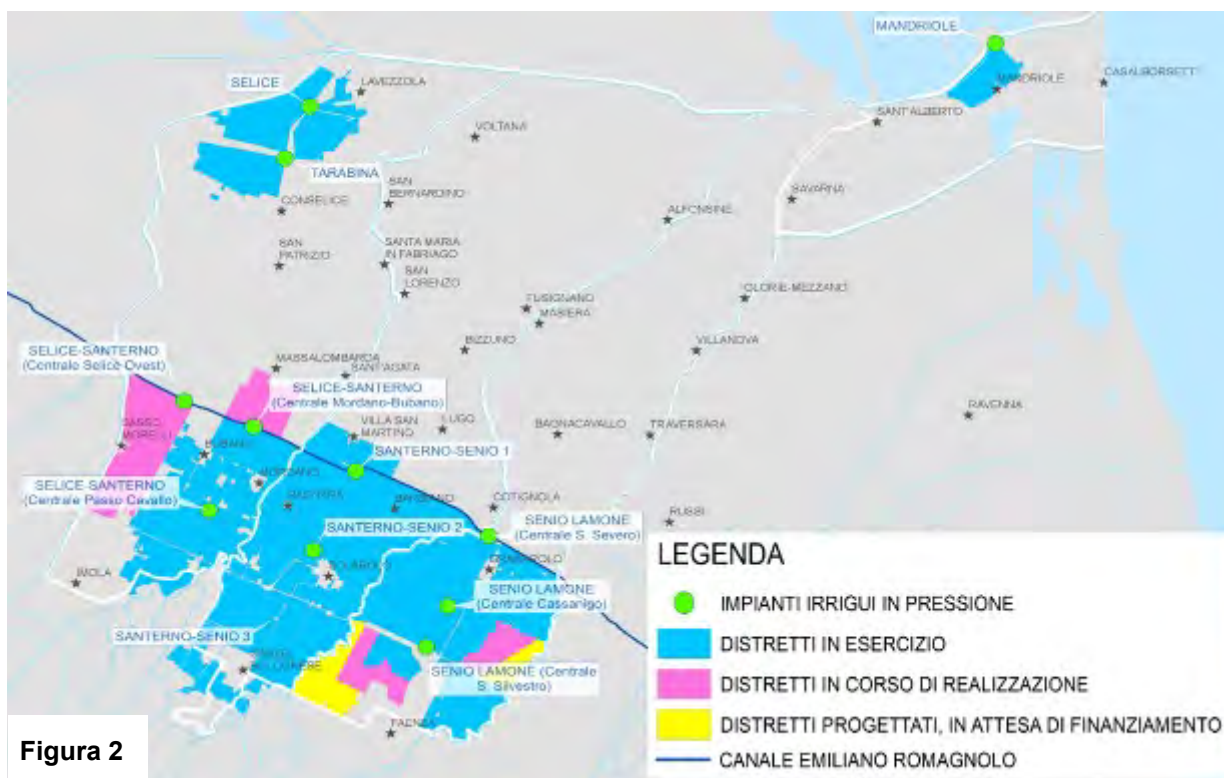 MANDRIOLE
CASALBORSETTI
MANDRIOLE
SELICE
LAVEZZOLA
SANT'ALBERTO
VOLTANA
TARABINA
SAN
BERNARDINO
SAVARNA
CONSELICE
ALFONSINE
SAN
PATRIZIO
SANTA MARIA
IN FABRIAGO
SAN
LORENZO
GLORIE-MEZZANO
FUSIGNANO
MASIERA
SELICE-SANTERNO
(Centrale Selice Ovest)
BIZZUNO
VILLANOVA
MASSALOMBARDA
SANT'AGATA
SELICE-SANTERNO
(Centrale Mordano-Bubano)
RAVENNA
SASSO
MORELLI
VILLA SAN
MARTINO
LUGO
BAGNACAVALLO
TRAVERSARA
BUBANO
SANTERNO-SENIO 1
MORDANO
SELICE-SANTERNO
(Centrale Passo Cavallo)
BARBIANO
COTIGNOLA
RUSSI
SANTERNO-SENIO 2
SENIO LAMONE
(Centrale S. Severo)
SOLAROLO
IMOLA
SENIO LAMONE
(Centrale Cassanigo)
SANTERNO-SENIO 3
SENIO LAMONE (Centrale
S. Silvestro)
FAENZA
LEGENDA
IMPIANTI IRRIGUI IN PRESSIONE
DISTRETTI IN ESERCIZIO
DISTRETTI IN CORSO DI REALIZZAZIONE
DISTRETTI PROGETTATI, IN ATTESA DI FINANZIAMENTO
CANALE EMILIANO ROMAGNOLO
Figura 2